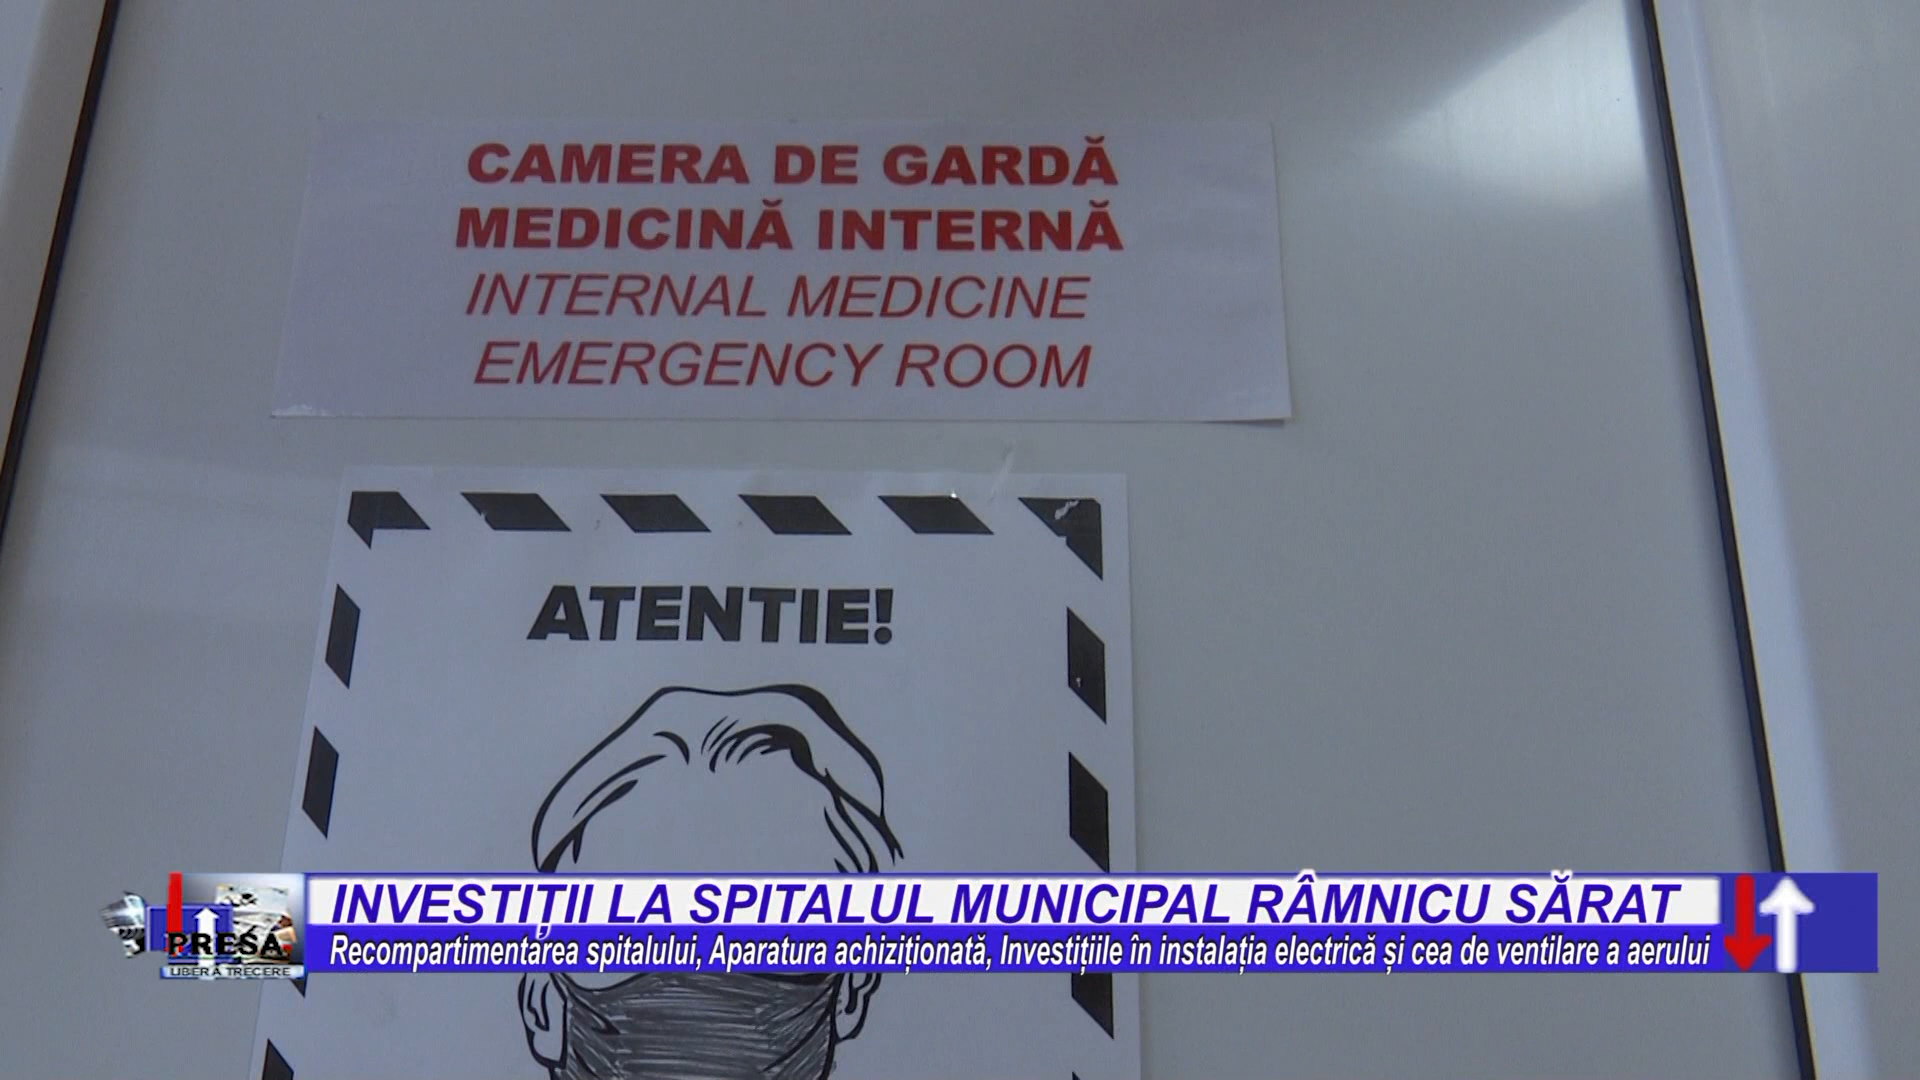 CAMERA DE GARDĂ
MEDICINĂ INTERNĂ
INTERNAL MEDICINE
EMERGENCY ROOM
ATENTIE!
INVESTIȚII LA SPITALUL MUNICIPAL RÂMNICU SĂRAT
Recompartimentarea spitalului, Aparatura achiziționată, Investițiile în instalația electrică și cea de ventilare a aerului
PRESA
LIBERĂ TRECERE